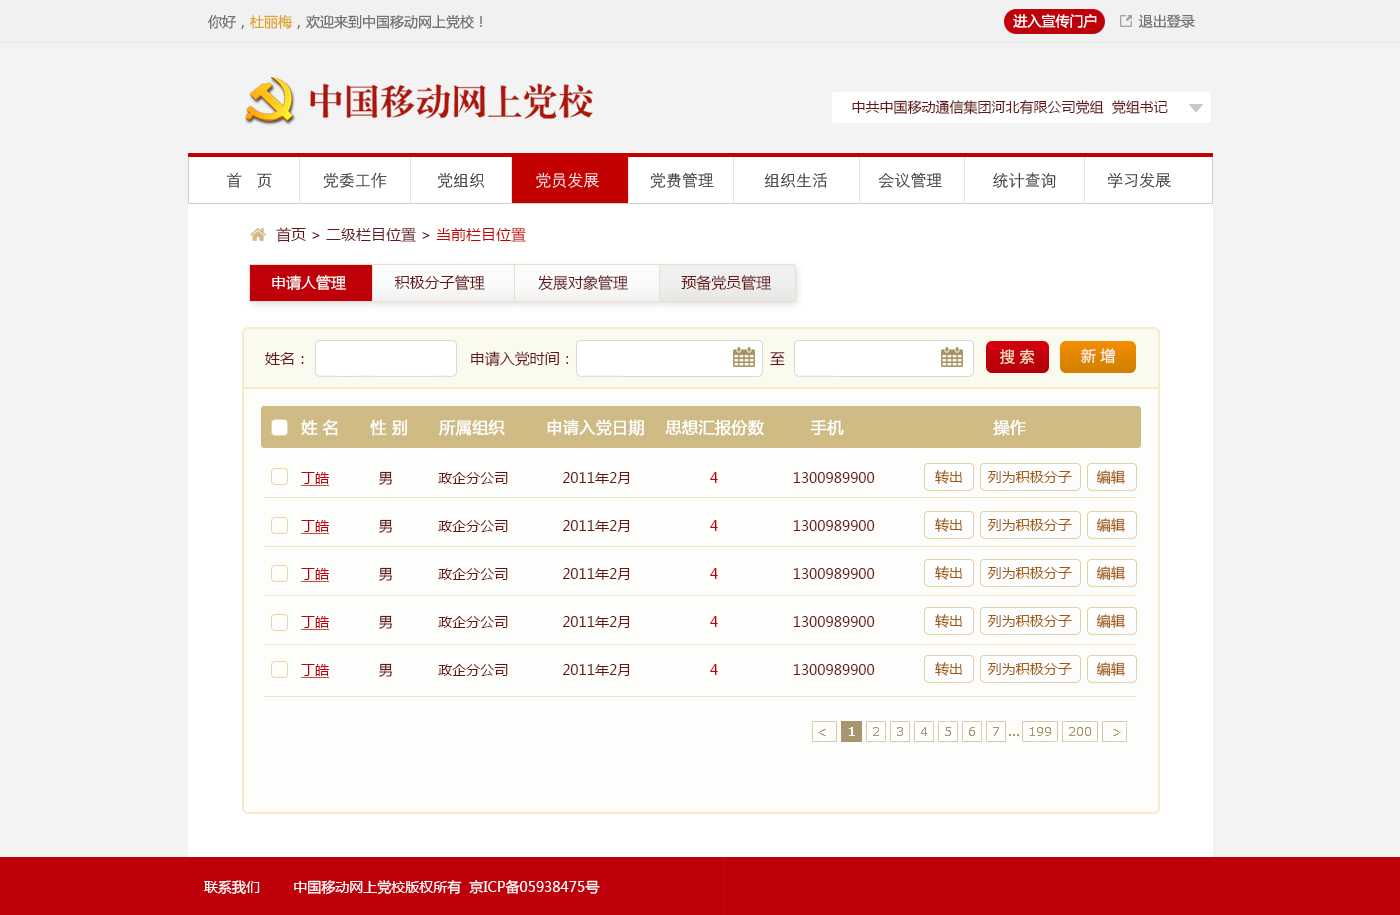 你好，杜丽梅，欢迎来到中国移动网上党校！ 进入宣传门户 退出登录
中国移动网上党校
中共中国移动通信集团河北有限公司党组 党组书记
首 页 党委工作 党组织 党员发展 党费管理 组织生活 会议管理 统计查询 学习发展
首页 > 二级栏目位置 > 当前栏目位置
申请人管理 积极分子管理 发展对象管理 预备党员管理
姓名： 申请入党时间： 至 搜 索 新 增
姓 名 性 别 所属组织 申请入党日期 思想汇报份数 手机 操作
丁皓 男 政企分公司 2011年2月 4 1300989900 转出 列为积极分子 编辑
丁皓 男 政企分公司 2011年2月 4 1300989900 转出 列为积极分子 编辑
丁皓 男 政企分公司 2011年2月 4 1300989900 转出 列为积极分子 编辑
丁皓 男 政企分公司 2011年2月 4 1300989900 转出 列为积极分子 编辑
丁皓 男 政企分公司 2011年2月 4 1300989900 转出 列为积极分子 编辑
< 1 2 3 4 5 6 7 ... 199 200 >
联系我们 中国移动网上党校版权所有 京ICP备05938475号